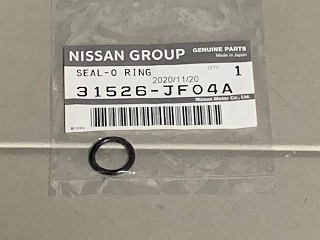 NISSAN GROUP GENUINE PARTS
Made in Japan
SEAL-O RING QTY 1
2020/11/20
31526-JF04A
Nissan Motor Co., Ltd.